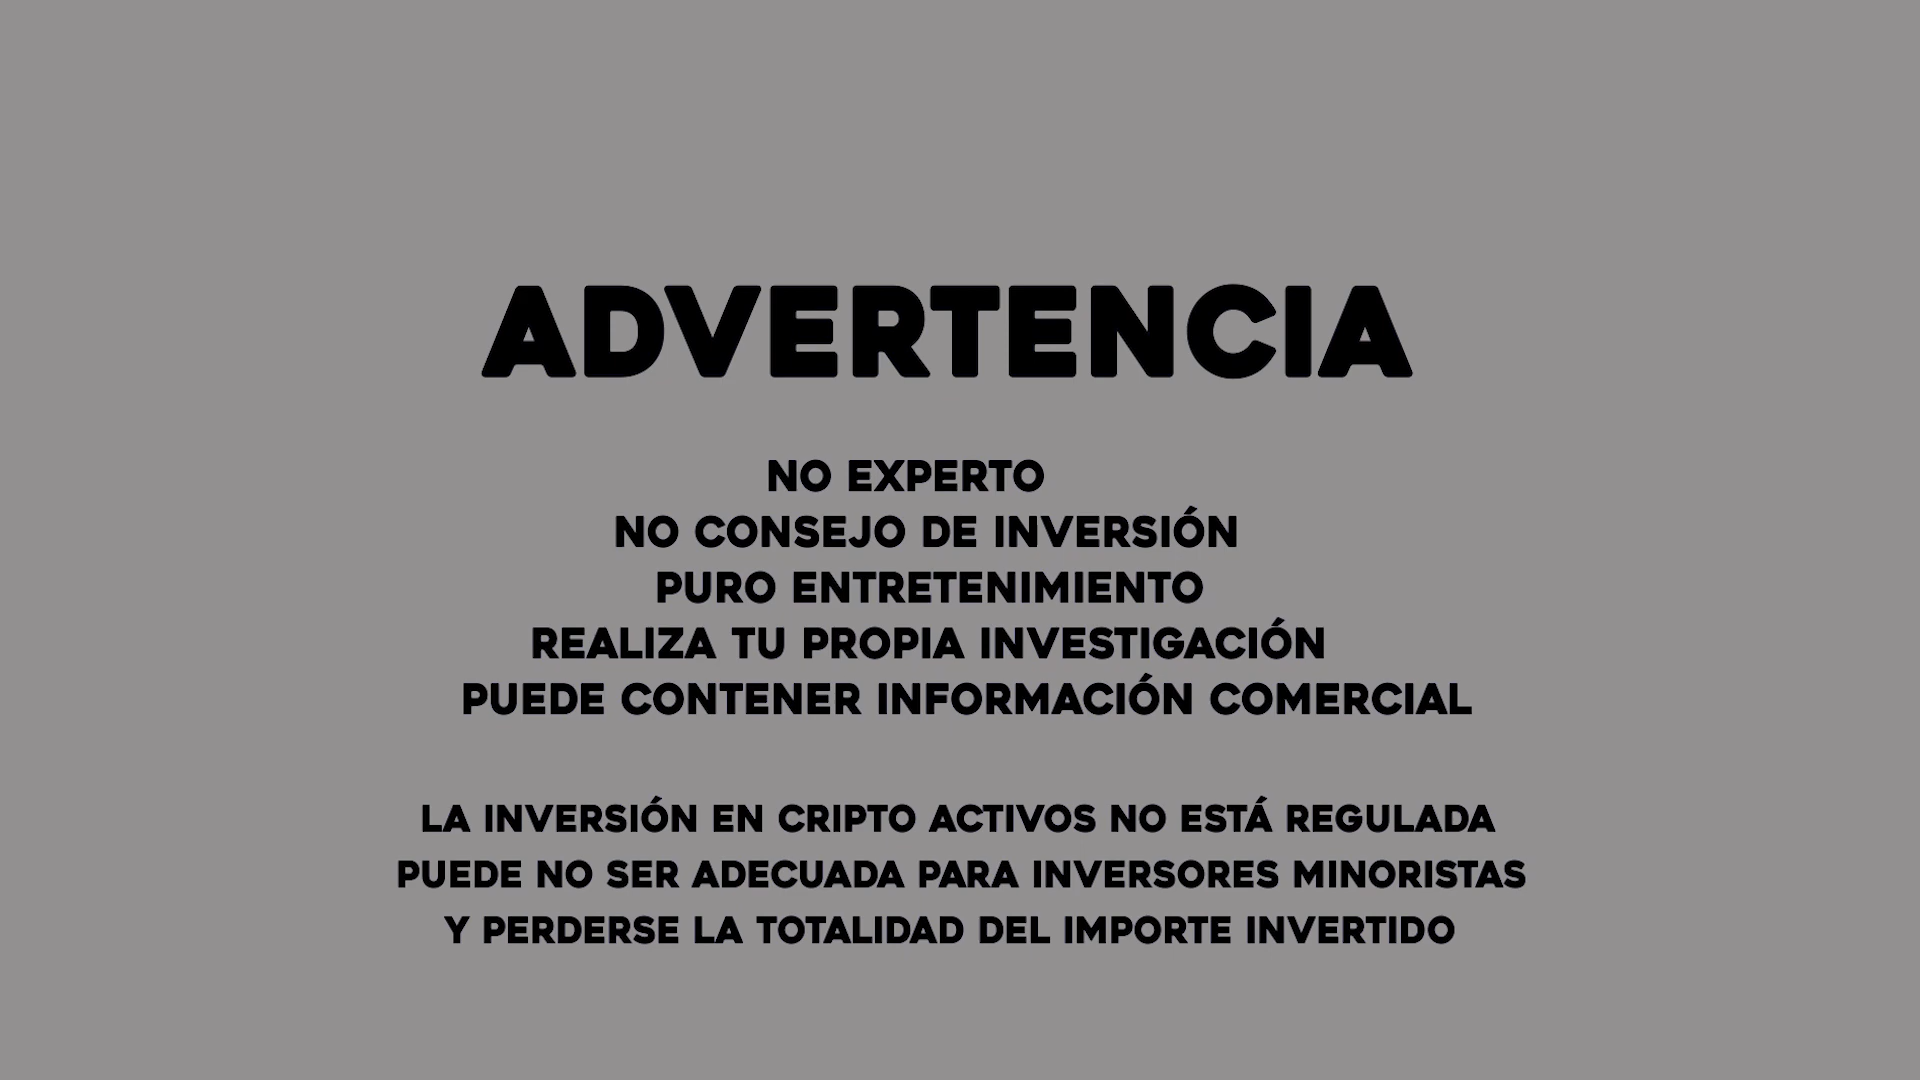 ADVERTENCIA
NO EXPERTO
NO CONSEJO DE INVERSIÓN
PURO ENTRETENIMIENTO
REALIZA TU PROPIA INVESTIGACIÓN
PUEDE CONTENER INFORMACIÓN COMERCIAL
LA INVERSIÓN EN CRIPTO ACTIVOS NO ESTÁ REGULADA
PUEDE NO SER ADECUADA PARA INVERSORES MINORISTAS
Y PERDERSE LA TOTALIDAD DEL IMPORTE INVERTIDO